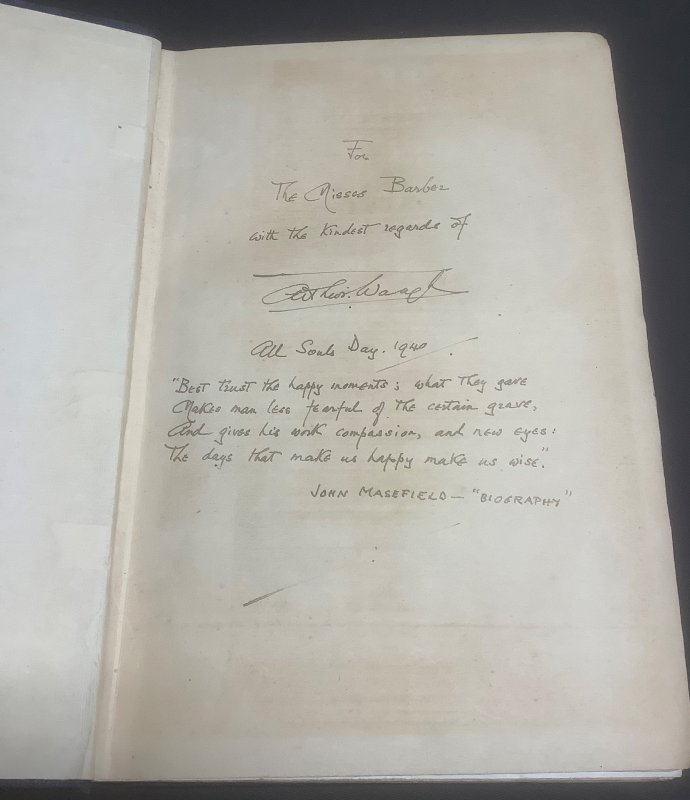 For
The Misses Barber
with the kindest regards of
Arthur Waugh
All Souls Day. 1940
"Best trust the happy moments; what they gave
Makes man less fearful of the certain grave,
And gives his work compassion, and new eyes:
The days that make us happy make us wise."
JOHN MASEFIELD — "BIOGRAPHY"